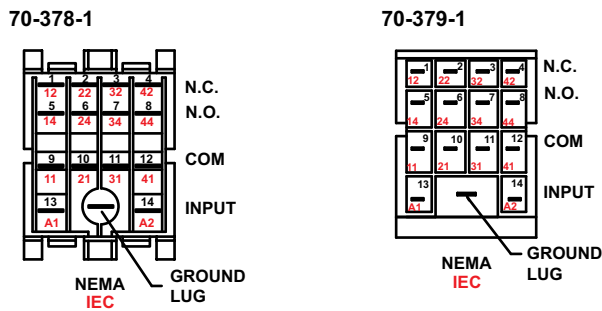 70-378-1
70-379-1
1 2 3 4
12 22 32 42
N.C.
5 6 7 8
14 24 34 44
N.O.
9 10 11 12
11 21 31 41
COM
13 14
A1 A2
INPUT
NEMA
IEC
GROUND
LUG
1 2 3 4
12 22 32 42
N.C.
N.O.
5 6 7 8
14 24 34 44
9 10 11 12
11 21 31 41
COM
13 14
A1 A2
INPUT
NEMA
IEC
GROUND
LUG